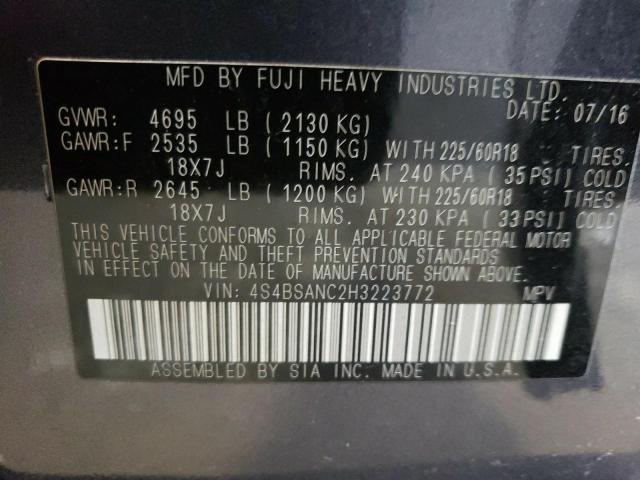 MFD BY FUJI HEAVY INDUSTRIES LTD.
DATE: 07/16
GVWR: 4695 LB ( 2130 KG)
GAWR:F 2535 LB ( 1150 KG) WITH 225/60R18 TIRES.
18X7J RIMS. AT 240 KPA ( 35 PSI) COLD
GAWR:R 2645 LB ( 1200 KG) WITH 225/60R18 TIRES
18X7J RIMS. AT 230 KPA ( 33 PSI) COLD
THIS VEHICLE CONFORMS TO ALL APPLICABLE FEDERAL MOTOR
VEHICLE SAFETY AND THEFT PREVENTION STANDARDS
IN EFFECT ON THE DATE OF MANUFACTURE SHOWN ABOVE.
VIN: 4S4BSANC2H3223772 MPV
ASSEMBLED BY SIA INC. MADE IN U.S.A.